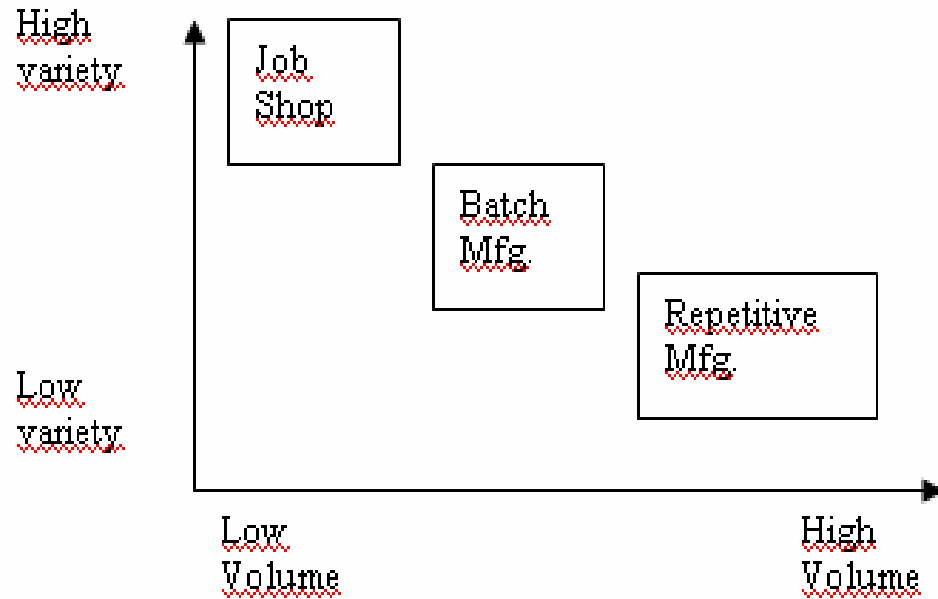 High
variety
Job
Shop
Batch
Mfg.
Repetitive
Mfg.
Low
variety
Low
Volume
High
Volume